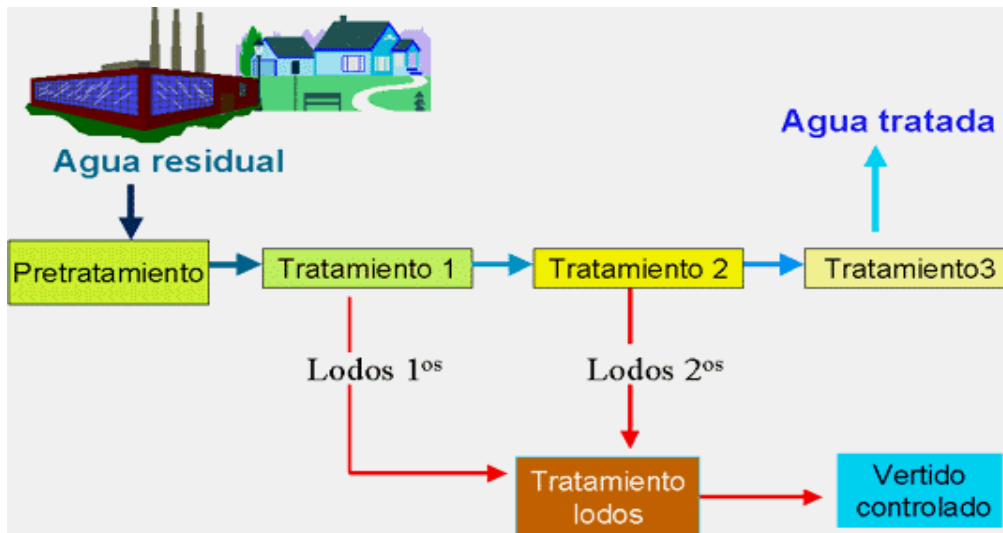 Agua residual
Agua tratada
Pretratamiento
Tratamiento 1
Tratamiento 2
Tratamiento3
Lodos 1os
Lodos 2os
Tratamiento
lodos
Vertido
controlado